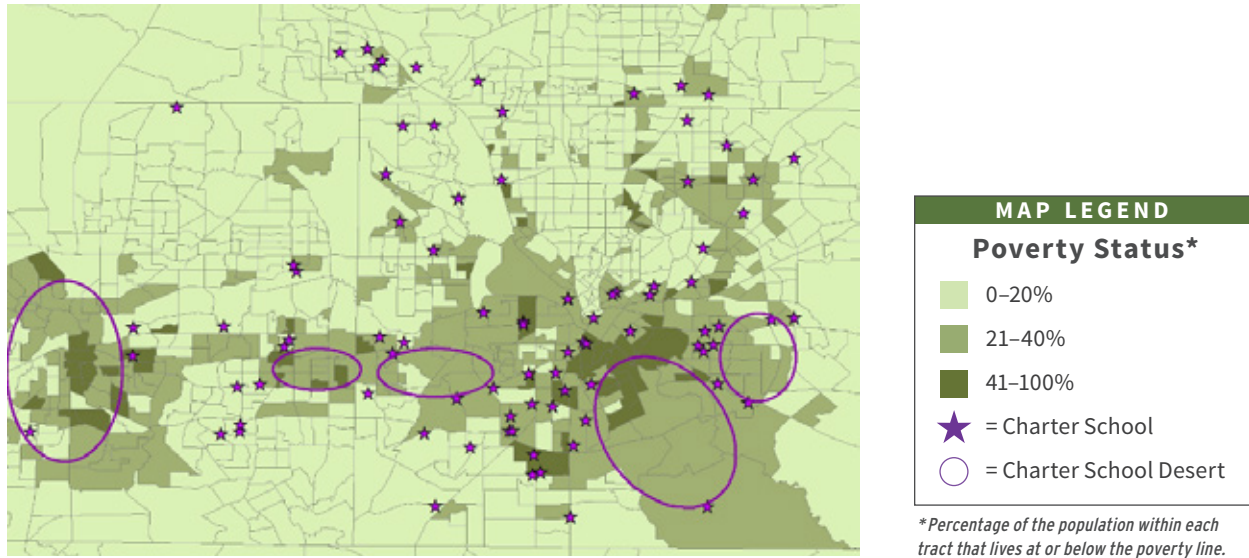 MAP LEGEND
Poverty Status*
0–20%
21–40%
41–100%
= Charter School
= Charter School Desert
*Percentage of the population within each
tract that lives at or below the poverty line.